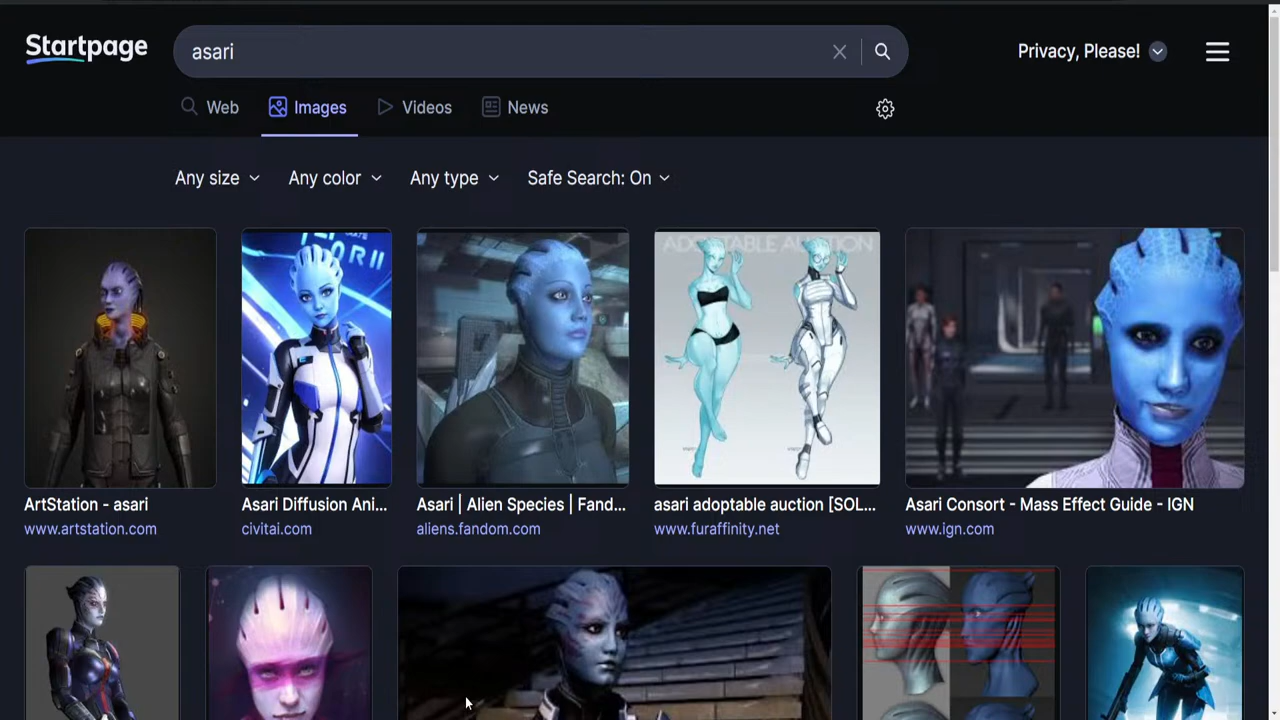 Startpage
asari
Privacy, Please!
Web
Images
Videos
News
Any size
Any color
Any type
Safe Search: On
ADOPTABLE AUCTION
ArtStation - asari
Asari Diffusion Ani...
Asari | Alien Species | Fand...
asari adoptable auction [SOL...
Asari Consort - Mass Effect Guide - IGN
www.artstation.com
civitai.com
aliens.fandom.com
www.furaffinity.net
www.ign.com